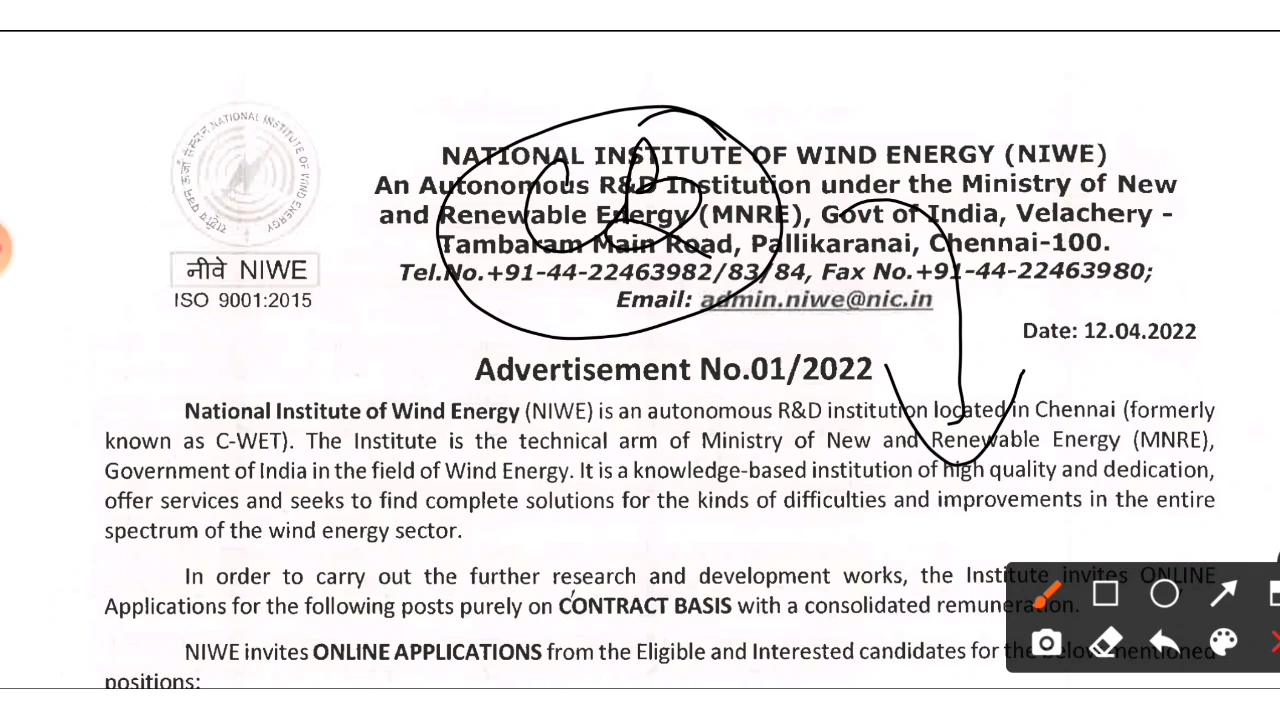 NATIONAL INSTITUTE OF WIND ENERGY (NIWE)
An Autonomous R&D Institution under the Ministry of New
and Renewable Energy (MNRE), Govt of India, Velachery -
Tambaram Main Road, Pallikaranai, Chennai-100.
Tel.No.+91-44-22463982/83/84, Fax No.+91-44-22463980;
Email: admin.niwe@nic.in
NATIONAL INSTITUTE OF WIND ENERGY
नीवे NIWE
ISO 9001:2015
Date: 12.04.2022
Advertisement No.01/2022
National Institute of Wind Energy (NIWE) is an autonomous R&D institution located in Chennai (formerly
known as C-WET). The Institute is the technical arm of Ministry of New and Renewable Energy (MNRE),
Government of India in the field of Wind Energy. It is a knowledge-based institution of high quality and dedication,
offer services and seeks to find complete solutions for the kinds of difficulties and improvements in the entire
spectrum of the wind energy sector.
In order to carry out the further research and development works, the Institute invites ONLINE
Applications for the following posts purely on CONTRACT BASIS with a consolidated remuneration.
NIWE invites ONLINE APPLICATIONS from the Eligible and Interested candidates for the below mentioned
positions: